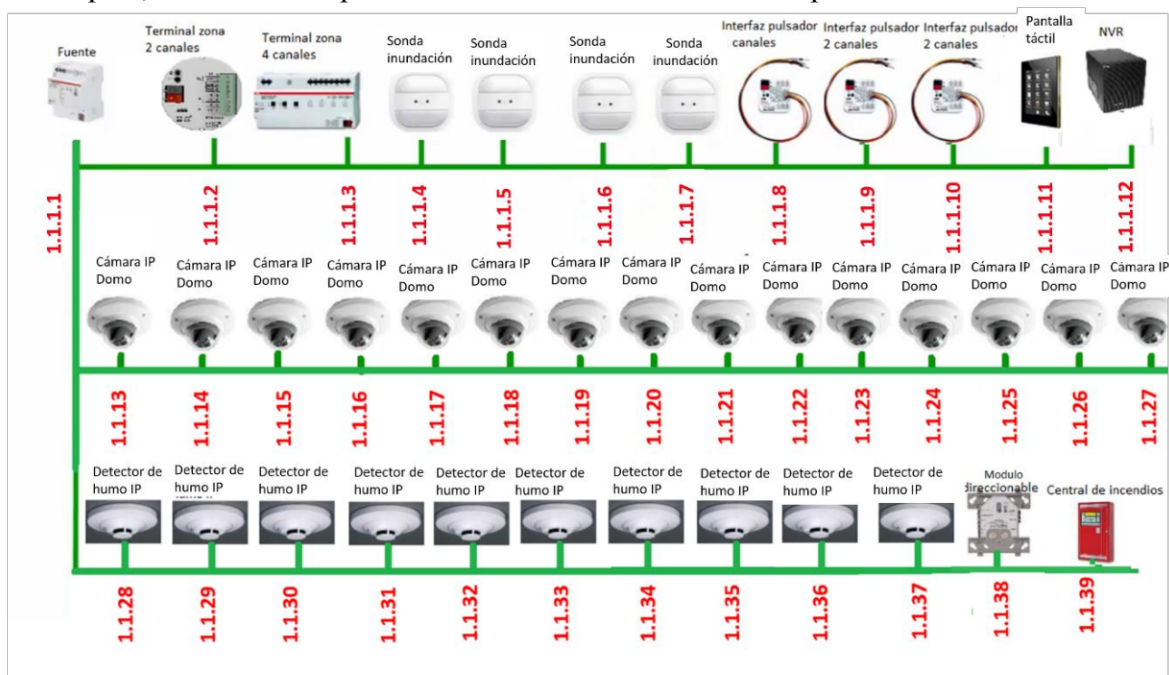 Fuente
Terminal zona
2 canales
Terminal zona
4 canales
Sonda
inundación
Sonda
inundación
Sonda
inundación
Sonda
inundación
Interfaz pulsador
canales
Interfaz pulsador
2 canales
Interfaz pulsador
2 canales
Pantalla
táctil
NVR
1.1.1.1
1.1.1.2
1.1.1.3
1.1.1.4
1.1.1.5
1.1.1.6
1.1.1.7
1.1.1.8
1.1.1.9
1.1.1.10
1.1.1.11
1.1.1.12
Cámara IP
Domo
Cámara IP
Domo
Cámara IP
Domo
Cámara IP
Domo
Cámara IP
Domo
Cámara IP
Domo
Cámara IP
Domo
Cámara IP
Domo
Cámara IP
Domo
Cámara IP
Domo
Cámara IP
Domo
Cámara IP
Domo
Cámara IP
Domo
Cámara IP
Domo
Cámara IP
Domo
1.1.13
1.1.14
1.1.15
1.1.16
1.1.17
1.1.18
1.1.19
1.1.20
1.1.21
1.1.22
1.1.23
1.1.24
1.1.25
1.1.26
1.1.27
Detector de
humo IP
Detector de
humo IP
Detector de
humo IP
Detector de
humo IP
Detector de
humo IP
Detector de
humo IP
Detector de
humo IP
Detector de
humo IP
Detector de
humo IP
Detector de
humo IP
Modulo
direccionable
Central de incendios
1.1.28
1.1.29
1.1.30
1.1.31
1.1.32
1.1.33
1.1.34
1.1.35
1.1.36
1.1.37
1.1.38
1.1.39